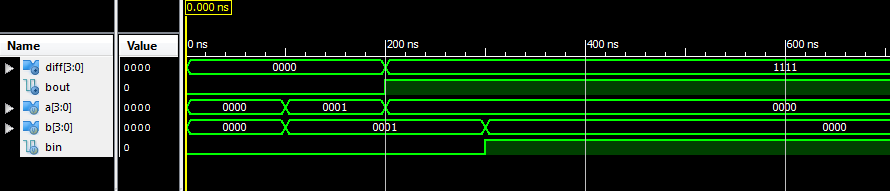 0.000 ns
Name Value 0 ns 200 ns 400 ns 600 ns
diff[3:0] 0000 0000 1111
bout 0
a[3:0] 0000 0000 0001 0000
b[3:0] 0000 0000 0001 0000
bin 0